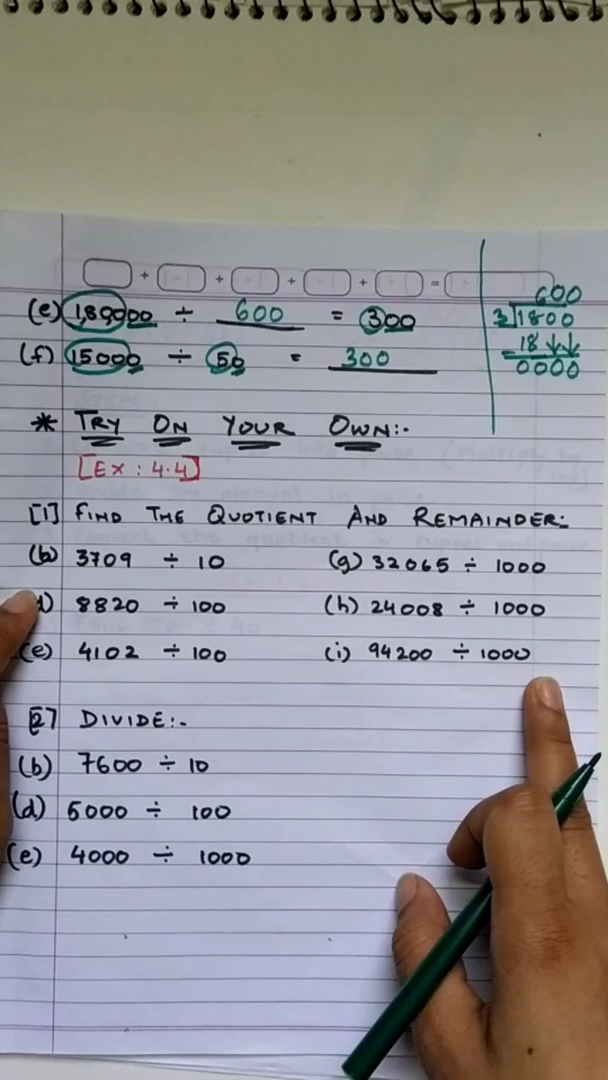 (e) 1,80000 ÷ 600 = 300
(f) 15000 ÷ 50 = 300
600
3 1800
18
0000
* TRY ON YOUR OWN:-
[Ex : 4.4]
[1] FIND THE QUOTIENT AND REMAINDER:-
(b) 3709 ÷ 10 (g) 32065 ÷ 1000
d) 8820 ÷ 100 (h) 24008 ÷ 1000
(e) 4102 ÷ 100 (i) 94200 ÷ 1000
[2] DIVIDE:-
(b) 7600 ÷ 10
(d) 5000 ÷ 100
(e) 4000 ÷ 1000